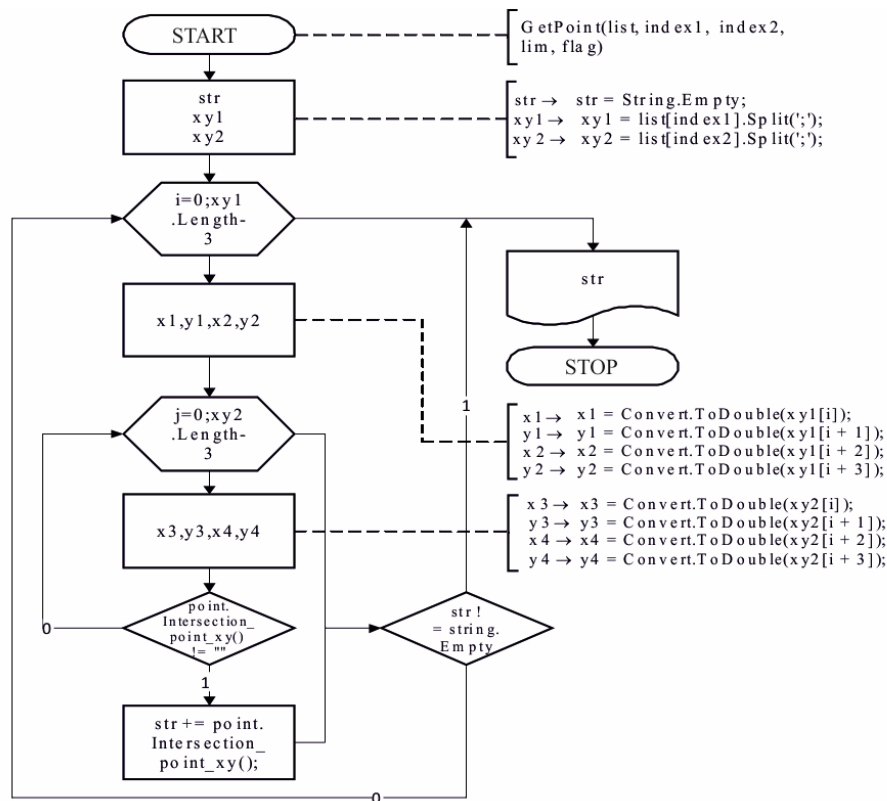 START
GetPoint(list, index1, index2,
lim, flag)
str
xy1
xy2
str → str = String.Empty;
xy1 → xy1 = list[index1].Split(';');
xy2 → xy2 = list[index2].Split(';');
i=0;xy1
.Length-
3
str
x1,y1,x2,y2
STOP
1
j=0;xy2
.Length-
3
x1 → x1 = Convert.ToDouble(xy1[i]);
y1 → y1 = Convert.ToDouble(xy1[i + 1]);
x2 → x2 = Convert.ToDouble(xy1[i + 2]);
y2 → y2 = Convert.ToDouble(xy1[i + 3]);
x3,y3,x4,y4
x3 → x3 = Convert.ToDouble(xy2[i]);
y3 → y3 = Convert.ToDouble(xy2[i + 1]);
x4 → x4 = Convert.ToDouble(xy2[i + 2]);
y4 → y4 = Convert.ToDouble(xy2[i + 3]);
0
point.
Intersection_
point_xy()
!= ""
str !
= string.
Empty
1
str += point.
Intersection_
point_xy();
0